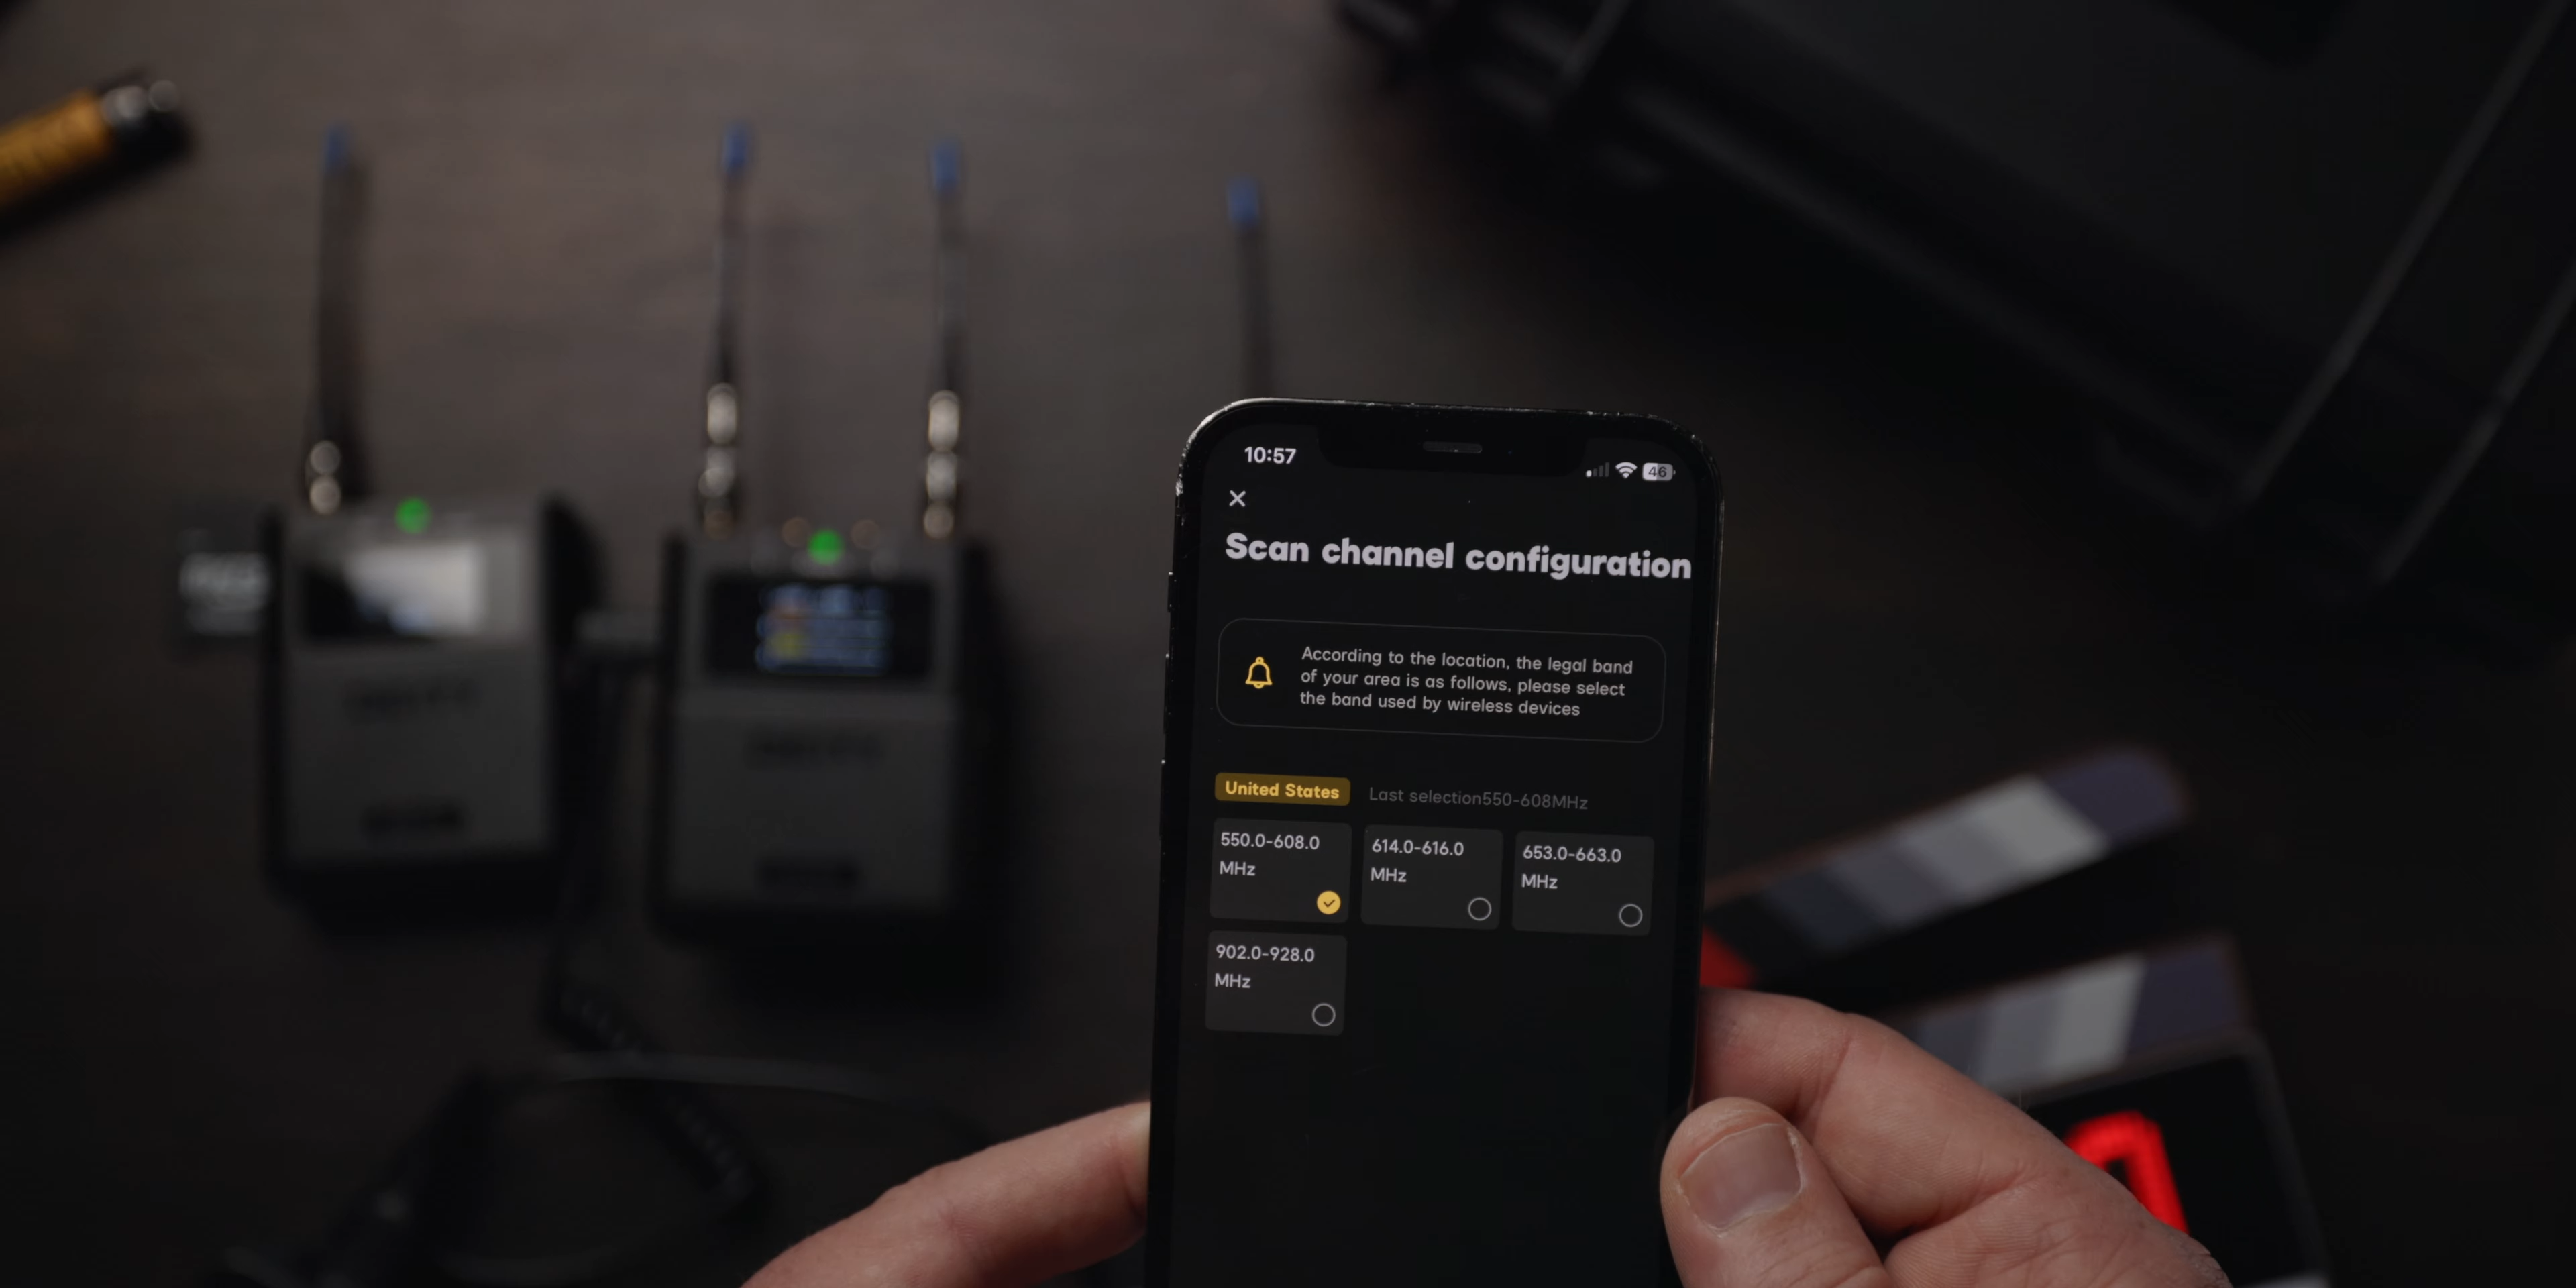 10:57
46
Scan channel configuration
According to the location, the legal band
of your area is as follows, please select
the band used by wireless devices
United States
Last selection550-608MHz
550.0-608.0
MHz
614.0-616.0
MHz
653.0-663.0
MHz
902.0-928.0
MHz